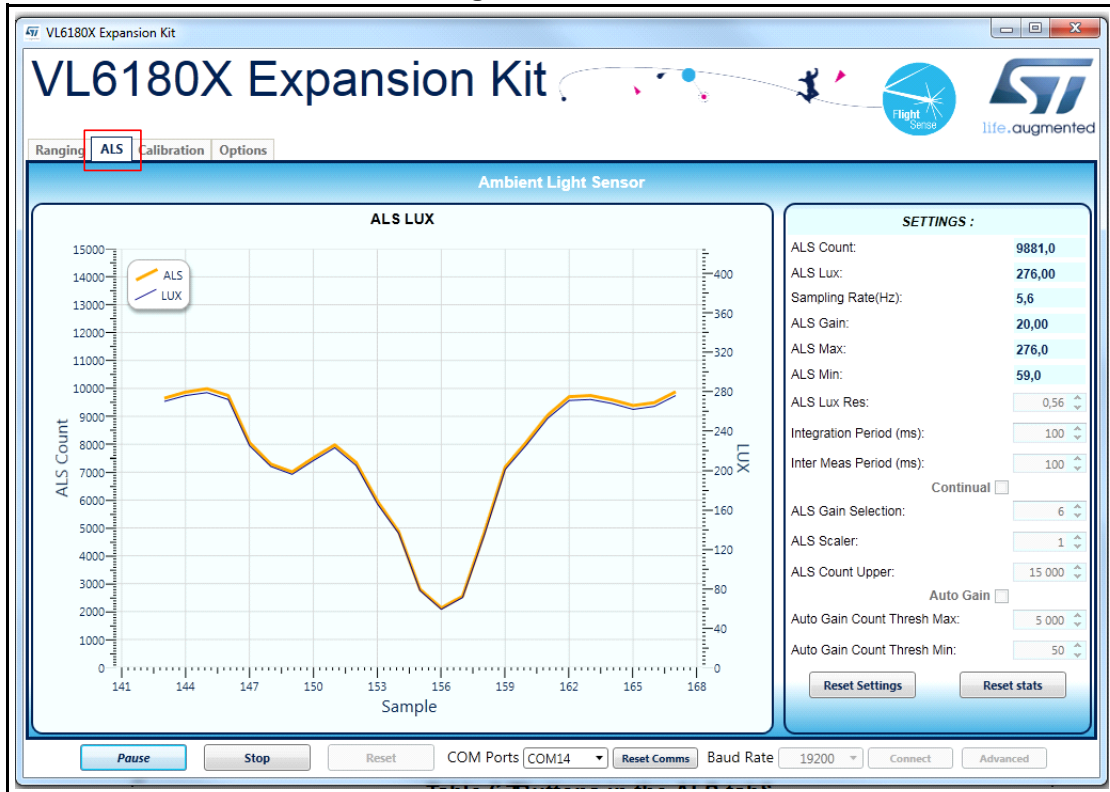 VL6180X Expansion Kit
VL6180X Expansion Kit
Flight
Sense
life.augmented
Ranging ALS Calibration Options
Ambient Light Sensor
ALS LUX
ALS
LUX
15000
14000
13000
12000
11000
10000
9000
8000
7000
6000
5000
4000
3000
2000
1000
0
ALS Count
400
360
320
280
240
200
160
120
80
40
0
LUX
141 144 147 150 153 156 159 162 165 168
Sample
SETTINGS :
ALS Count: 9881,0
ALS Lux: 276,00
Sampling Rate(Hz): 5,6
ALS Gain: 20,00
ALS Max: 276,0
ALS Min: 59,0
ALS Lux Res: 0,56
Integration Period (ms): 100
Inter Meas Period (ms): 100
Continual
ALS Gain Selection: 6
ALS Scaler: 1
ALS Count Upper: 15 000
Auto Gain
Auto Gain Count Thresh Max: 5 000
Auto Gain Count Thresh Min: 50
Reset Settings Reset stats
Pause Stop Reset COM Ports COM14 Reset Comms Baud Rate 19200 Connect Advanced